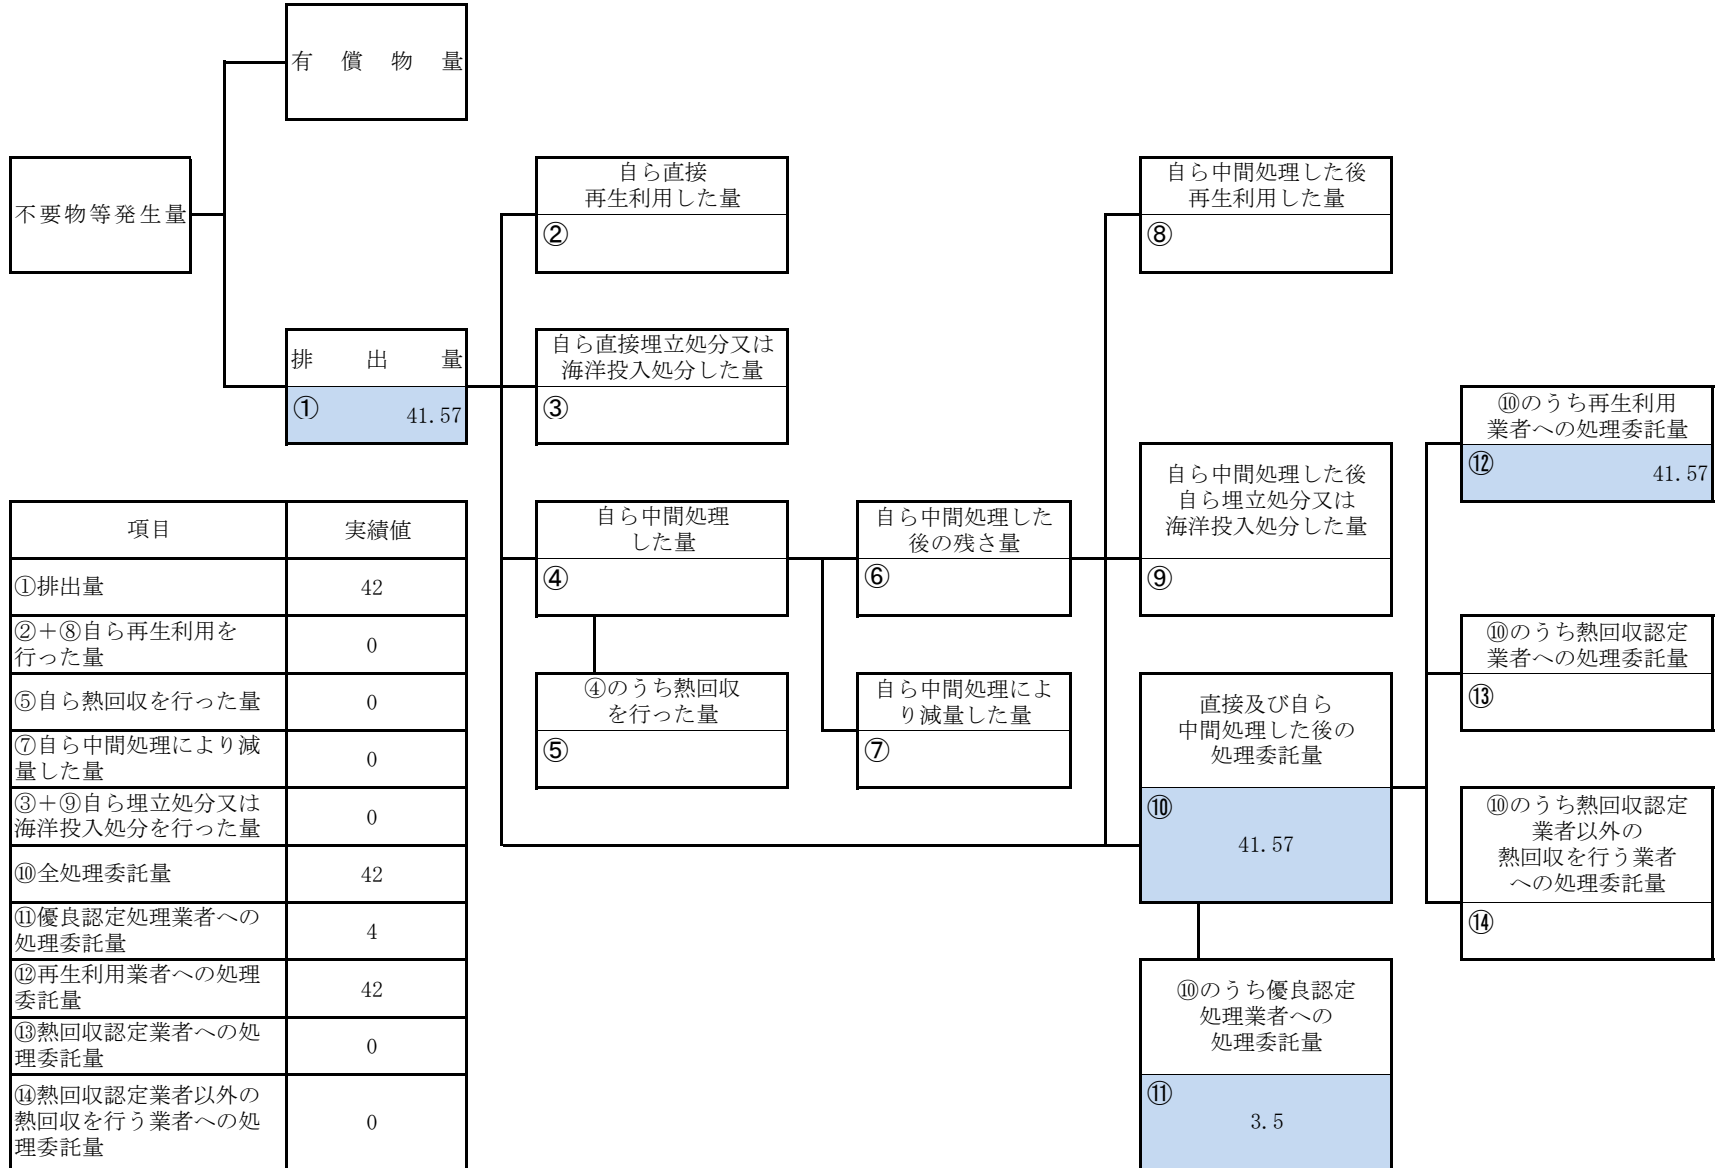 有償物量
不要物等発生量
排出量
① 41.57
自ら直接
再生利用した量
②
自ら直接埋立処分又は
海洋投入処分した量
③
自ら中間処理
した量
④
④のうち熱回収
を行った量
⑤
自ら中間処理した
後の残さ量
⑥
自ら中間処理によ
り減量した量
⑦
自ら中間処理した後
再生利用した量
⑧
自ら中間処理した後
自ら埋立処分又は
海洋投入処分した量
⑨
直接及び自ら
中間処理した後の
処理委託量
⑩
41.57
⑩のうち優良認定
処理業者への
処理委託量
⑪
3.5
⑩のうち再生利用
業者への処理委託量
⑫ 41.57
⑩のうち熱回収認定
業者への処理委託量
⑬
⑩のうち熱回収認定
業者以外の
熱回収を行う業者
への処理委託量
⑭
項目 実績値
①排出量 42
②+⑧自ら再生利用を
行った量 0
⑤自ら熱回収を行った量 0
⑦自ら中間処理により減
量した量 0
③+⑨自ら埋立処分又は
海洋投入処分を行った量 0
⑩全処理委託量 42
⑪優良認定処理業者への
処理委託量 4
⑫再生利用業者への処理
委託量 42
⑬熱回収認定業者への処
理委託量 0
⑭熱回収認定業者以外の
熱回収を行う業者への処
理委託量 0